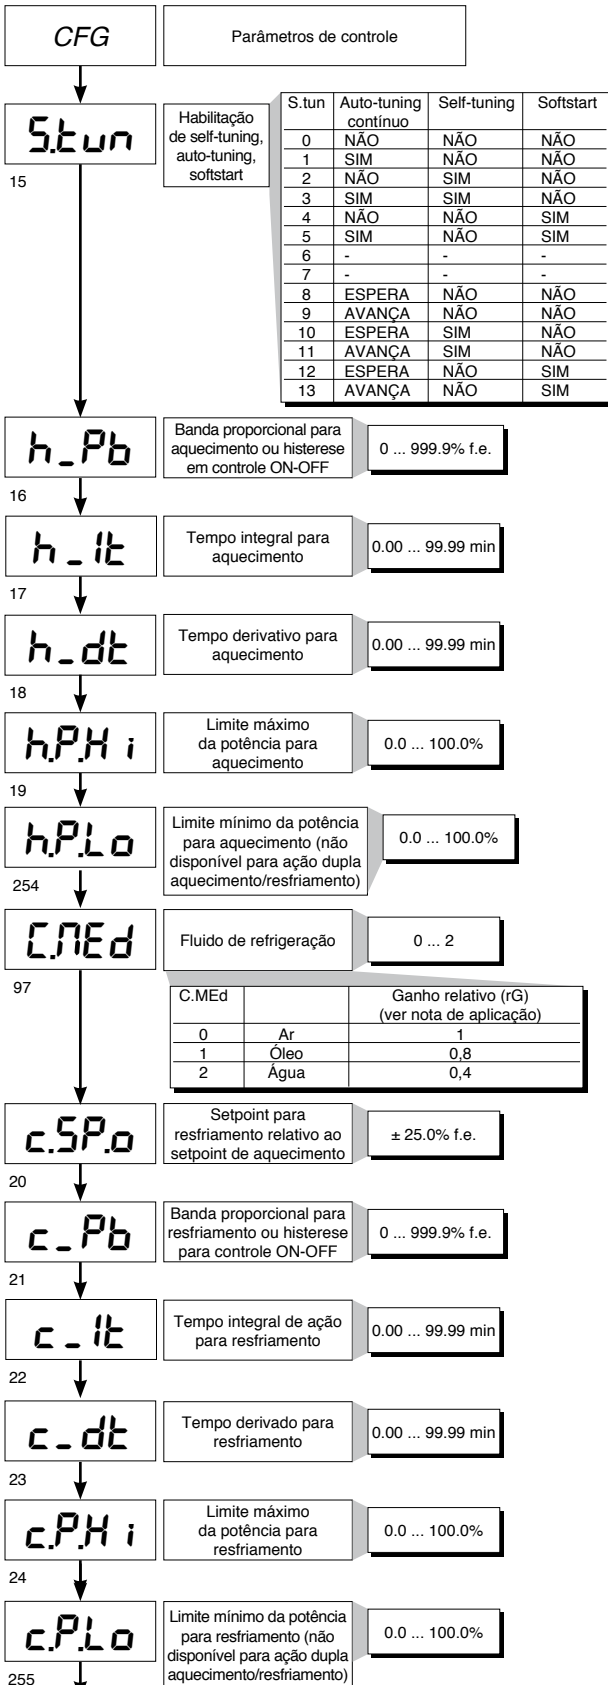 CFG
Parâmetros de controle
S.tun
15
Habilitação
de self-tuning,
auto-tuning,
softstart
S.tun Auto-tuning contínuo Self-tuning Softstart
0 NÃO NÃO NÃO
1 SIM NÃO NÃO
2 NÃO SIM NÃO
3 SIM SIM NÃO
4 NÃO NÃO SIM
5 SIM NÃO SIM
6 - - -
7 - - -
8 ESPERA NÃO NÃO
9 AVANÇA NÃO NÃO
10 ESPERA SIM NÃO
11 AVANÇA SIM NÃO
12 ESPERA NÃO SIM
13 AVANÇA NÃO SIM
h_Pb
16
Banda proporcional para
aquecimento ou histerese
em controle ON-OFF
0 ... 999.9% f.e.
h_It
17
Tempo integral para
aquecimento
0.00 ... 99.99 min
h_dt
18
Tempo derivativo para
aquecimento
0.00 ... 99.99 min
h.P.H i
19
Limite máximo
da potência para
aquecimento
0.0 ... 100.0%
h.P.Lo
254
Limite mínimo da potência
para aquecimento (não
disponível para ação dupla
aquecimento/resfriamento)
0.0 ... 100.0%
C.MEd
97
Fluido de refrigeração
0 ... 2
C.MEd Ganho relativo (rG)
(ver nota de aplicação)
0 Ar 1
1 Óleo 0,8
2 Água 0,4
c.SP.o
20
Setpoint para
resfriamento relativo ao
setpoint de aquecimento
± 25.0% f.e.
c_Pb
21
Banda proporcional para
resfriamento ou histerese
para controle ON-OFF
0 ... 999.9% f.e.
c_It
22
Tempo integral de ação
para resfriamento
0.00 ... 99.99 min
c_dt
23
Tempo derivado para
resfriamento
0.00 ... 99.99 min
c.P.H i
24
Limite máximo
da potência para
resfriamento
0.0 ... 100.0%
c.P.Lo
255
Limite mínimo da potência
para resfriamento (não
disponível para ação dupla
aquecimento/resfriamento)
0.0 ... 100.0%